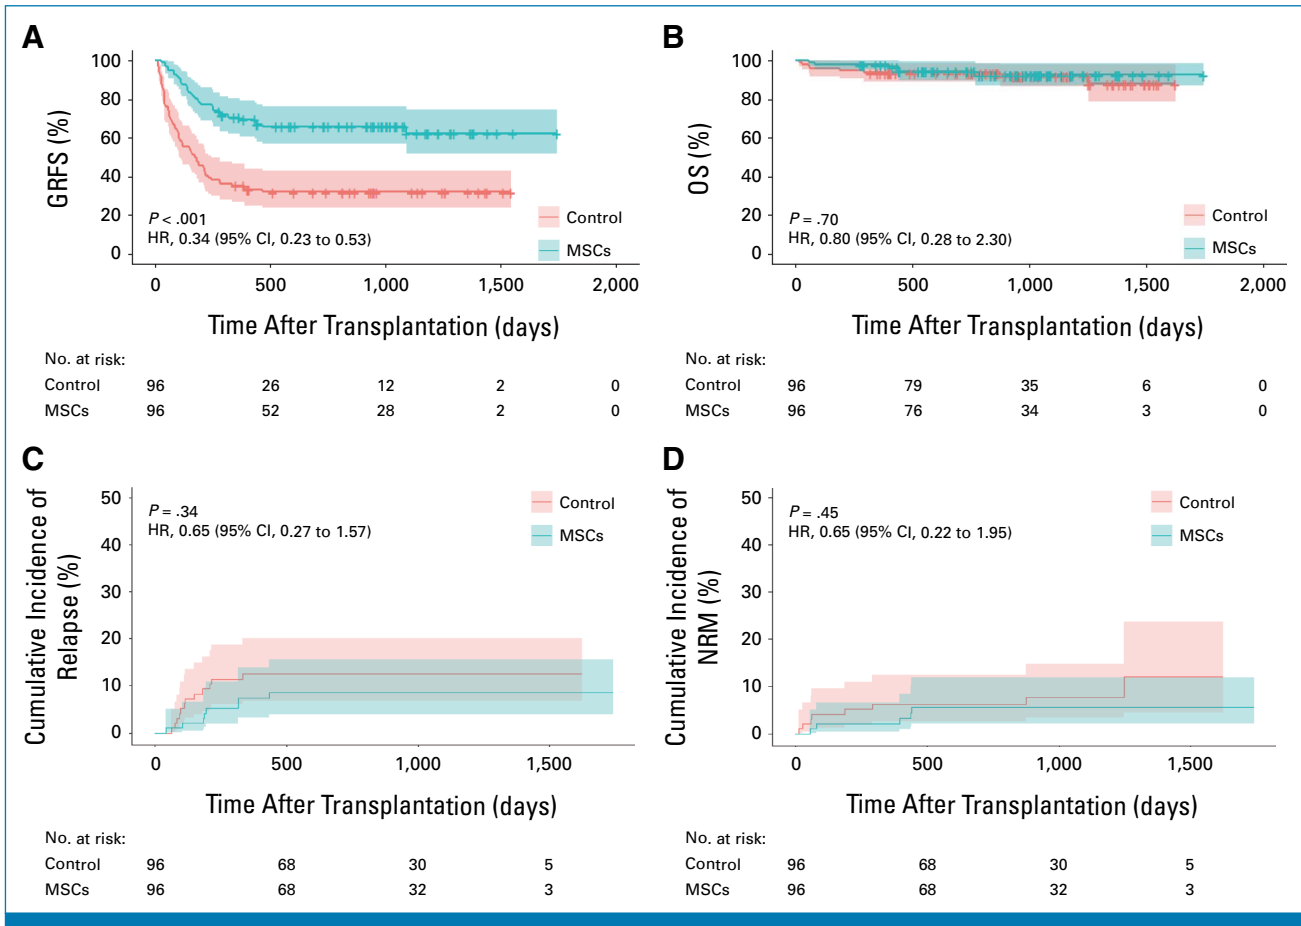 A
GRFS (%)
100
80
60
40
20
0
P < .001
HR, 0.34 (95% CI, 0.23 to 0.53)
Control
MSCs
0 500 1,000 1,500 2,000
Time After Transplantation (days)
No. at risk:
Control 96 26 12 2 0
MSCs 96 52 28 2 0
B
OS (%)
100
80
60
40
20
0
P = .70
HR, 0.80 (95% CI, 0.28 to 2.30)
Control
MSCs
0 500 1,000 1,500 2,000
Time After Transplantation (days)
No. at risk:
Control 96 79 35 6 0
MSCs 96 76 34 3 0
C
Cumulative Incidence of
Relapse (%)
50
40
30
20
10
0
P = .34
HR, 0.65 (95% CI, 0.27 to 1.57)
Control
MSCs
0 500 1,000 1,500
Time After Transplantation (days)
No. at risk:
Control 96 68 30 5
MSCs 96 68 32 3
D
Cumulative Incidence of
NRM (%)
50
40
30
20
10
0
P = .45
HR, 0.65 (95% CI, 0.22 to 1.95)
Control
MSCs
0 500 1,000 1,500
Time After Transplantation (days)
No. at risk:
Control 96 68 30 5
MSCs 96 68 32 3